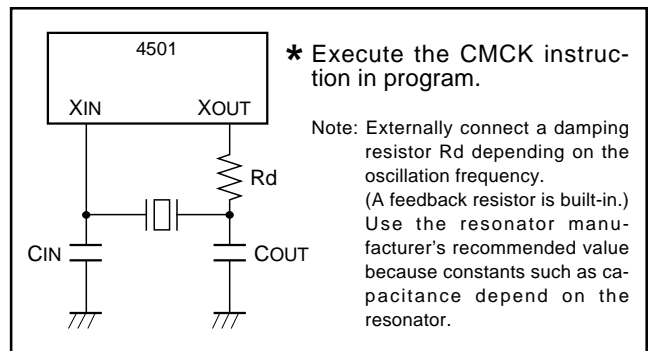 4501
XIN
XOUT
Rd
CIN
COUT
* Execute the CMCK instruc-
tion in program.
Note: Externally connect a damping
resistor Rd depending on the
oscillation frequency.
(A feedback resistor is built-in.)
Use the resonator manu-
facturer's recommended value
because constants such as ca-
pacitance depend on the
resonator.